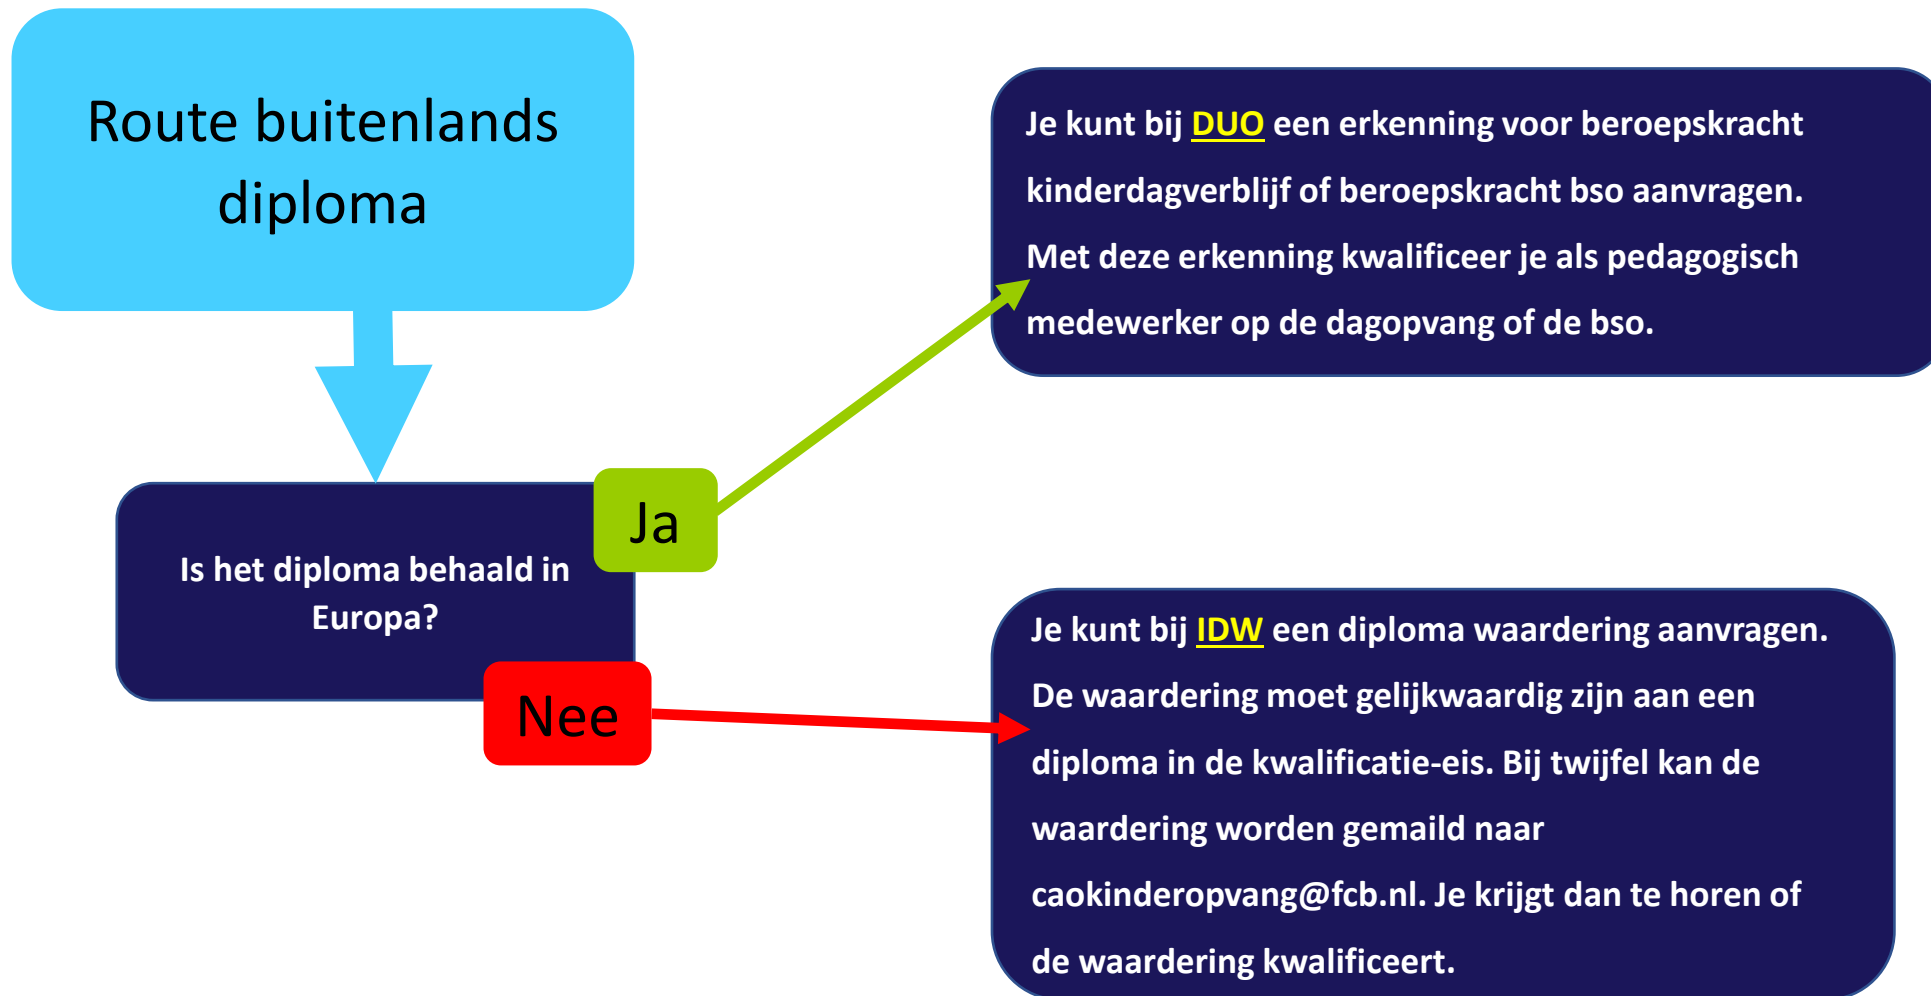 Route buitenlands
diploma
Je kunt bij DUO een erkenning voor beroepskracht
kinderdagverblijf of beroepskracht bso aanvragen.
Met deze erkenning kwalificeer je als pedagogisch
medewerker op de dagopvang of de bso.
Is het diploma behaald in
Europa?
Ja
Nee
Je kunt bij IDW een diploma waardering aanvragen.
De waardering moet gelijkwaardig zijn aan een
diploma in de kwalificatie-eis. Bij twijfel kan de
waardering worden gemaild naar
caokinderopvang@fcb.nl. Je krijgt dan te horen of
de waardering kwalificeert.